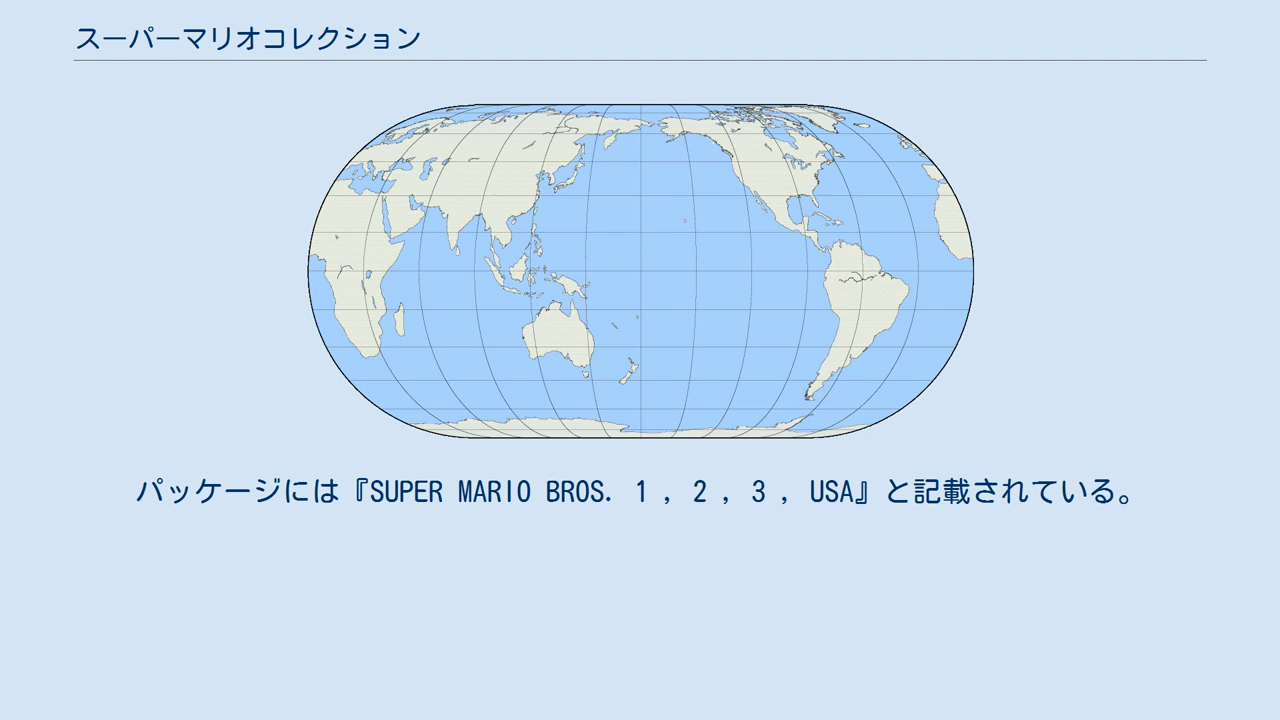 スーパーマリオコレクション
パッケージには『SUPER MARIO BROS. 1 , 2 , 3 , USA』と記載されている。